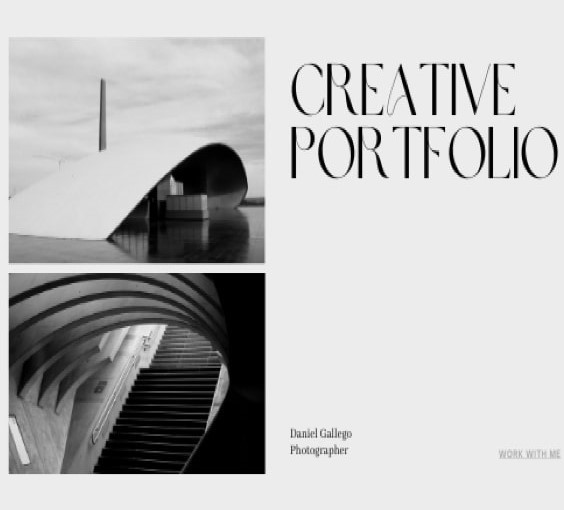 CREATIVE
PORTFOLIO
Daniel Gallego
Photographer
WORK WITH ME